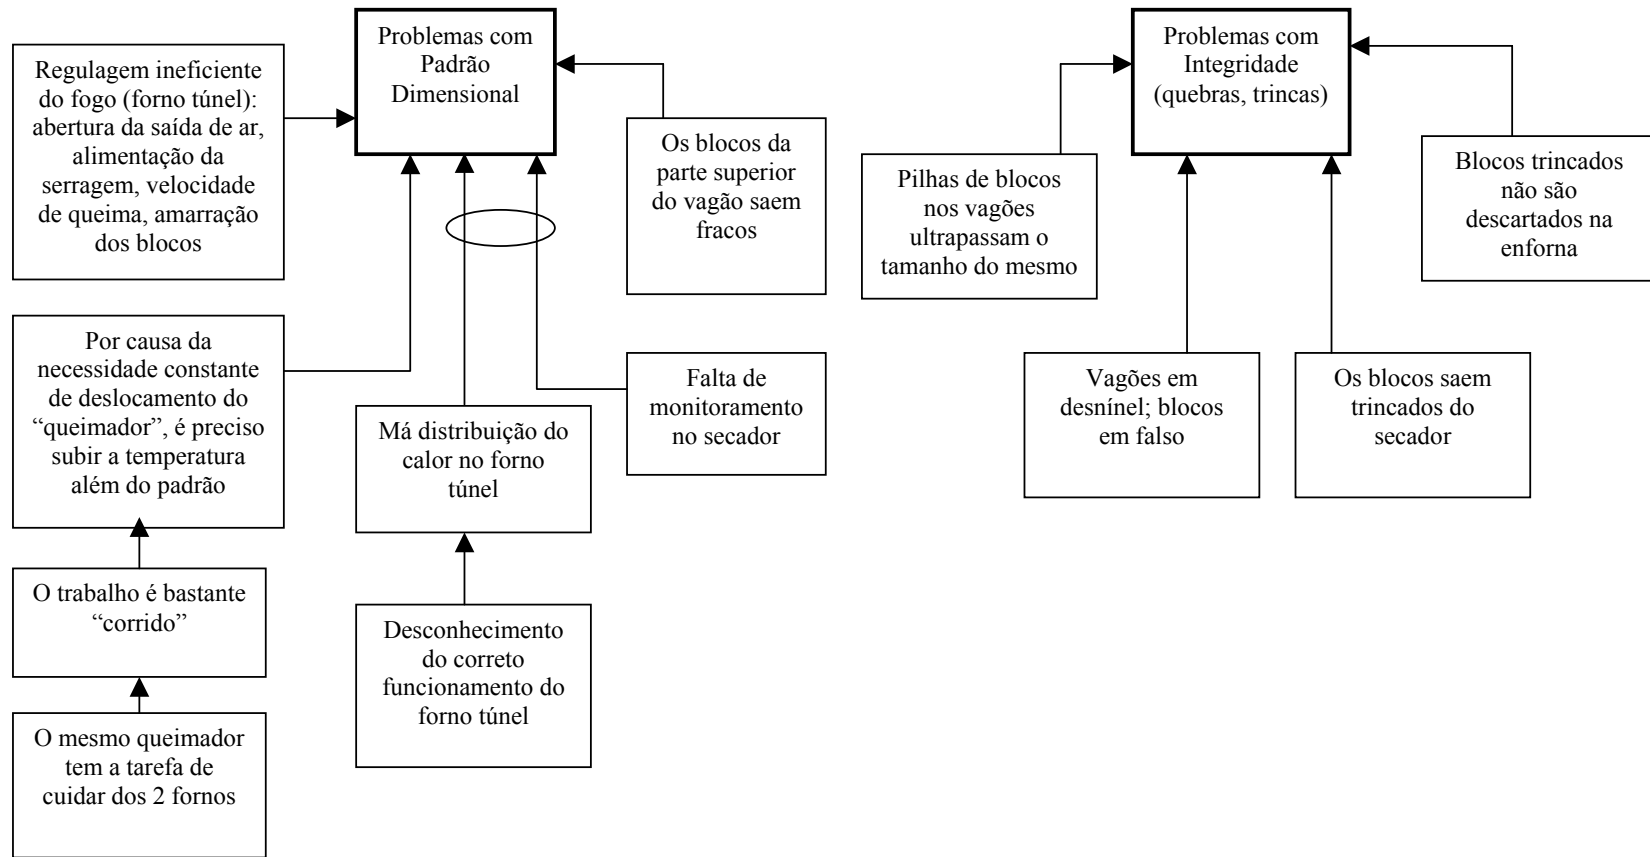 Problemas com
Padrão
Dimensional
Problemas com
Integridade
(quebras, trincas)
Regulagem ineficiente
do fogo (forno túnel):
abertura da saída de ar,
alimentação da
serragem, velocidade
de queima, amarração
dos blocos
Os blocos da
parte superior
do vagão saem
fracos
Pilhas de blocos
nos vagões
ultrapassam o
tamanho do mesmo
Blocos trincados
não são
descartados na
enforna
Por causa da
necessidade constante
de deslocamento do
“queimador”, é preciso
subir a temperatura
além do padrão
Má distribuição do
calor no forno
túnel
Falta de
monitoramento
no secador
Vagões em
desnínel; blocos
em falso
Os blocos saem
trincados do
secador
O trabalho é bastante
“corrido”
Desconhecimento
do correto
funcionamento do
forno túnel
O mesmo queimador
tem a tarefa de
cuidar dos 2 fornos